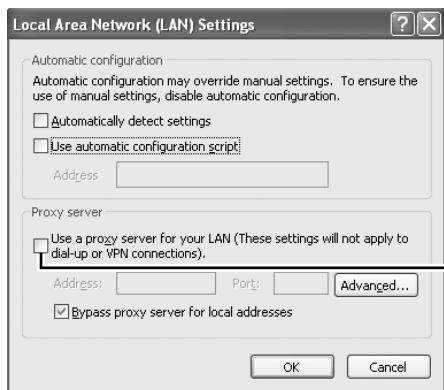 Local Area Network (LAN) Settings
Automatic configuration
Automatic configuration may override manual settings. To ensure the
use of manual settings, disable automatic configuration.
Automatically detect settings
Use automatic configuration script
Address
Proxy server
Use a proxy server for your LAN (These settings will not apply to
dial-up or VPN connections).
Address: Port: Advanced...
Bypass proxy server for local addresses
OK Cancel